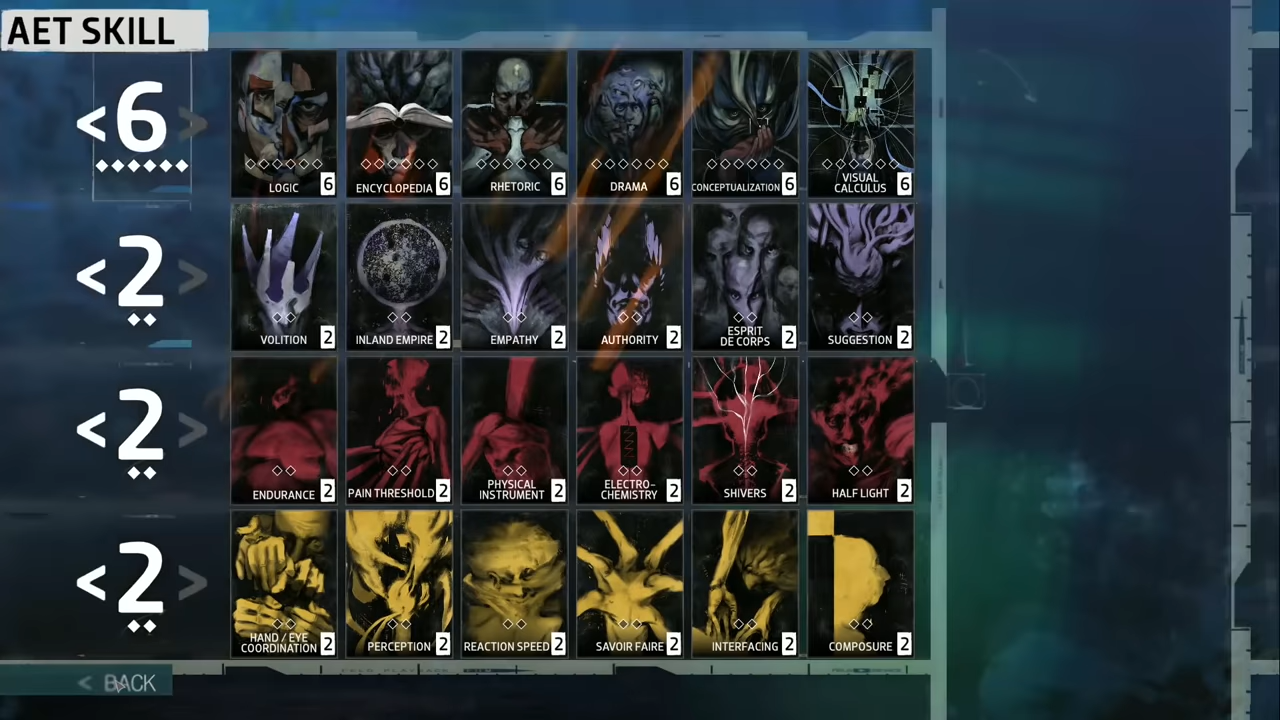 AET SKILL
<6>
LOGIC 6
ENCYCLOPEDIA 6
RHETORIC 6
DRAMA 6
CONCEPTUALIZATION 6
VISUAL
CALCULUS 6
<2>
VOLITION 2
INLAND EMPIRE 2
EMPATHY 2
AUTHORITY 2
ESPRIT
DE CORPS 2
SUGGESTION 2
<2>
ENDURANCE 2
PAIN THRESHOLD 2
PHYSICAL
INSTRUMENT 2
ELECTRO-
CHEMISTRY 2
SHIVERS 2
HALF LIGHT 2
<2>
HAND / EYE
COORDINATION 2
PERCEPTION 2
REACTION SPEED 2
SAVOIR FAIRE 2
INTERFACING 2
COMPOSURE 2
< BACK